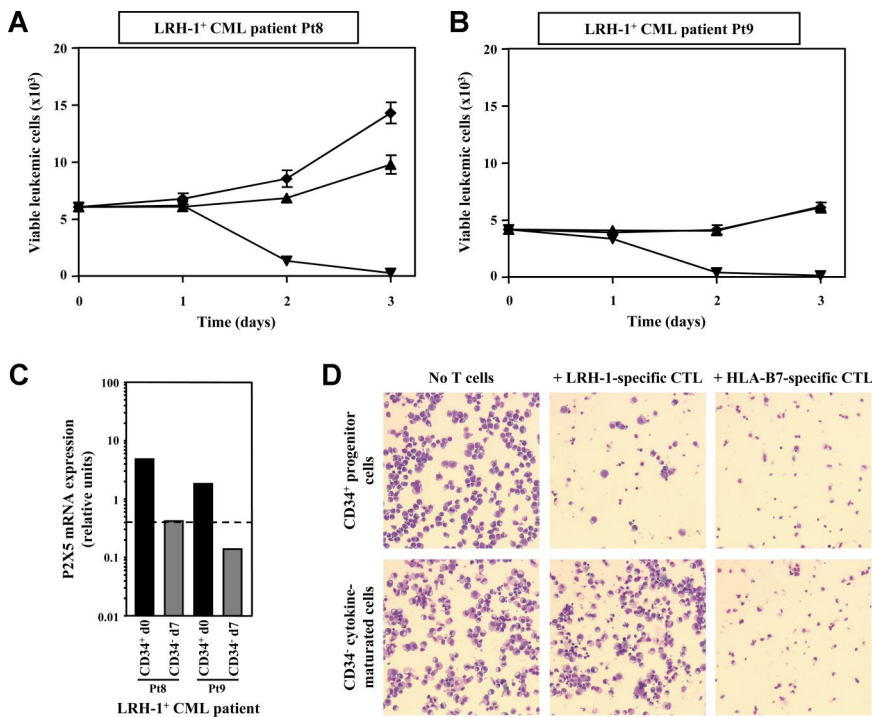 A
LRH-1⁺ CML patient Pt8
Viable leukemic cells (x10³)
20
15
10
5
0
0 1 2 3
Time (days)
B
LRH-1⁺ CML patient Pt9
Viable leukemic cells (x10³)
20
15
10
5
0
0 1 2 3
Time (days)
C
P2X5 mRNA expression
(relative units)
100
10
1
0.1
0.01
CD34⁺ d0
CD34⁻ d7
CD34⁺ d0
CD34⁻ d7
Pt8 Pt9
LRH-1⁺ CML patient
D
No T cells + LRH-1-specific CTL + HLA-B7-specific CTL
CD34⁺ progenitor
cells
CD34⁻ cytokine-
maturated cells